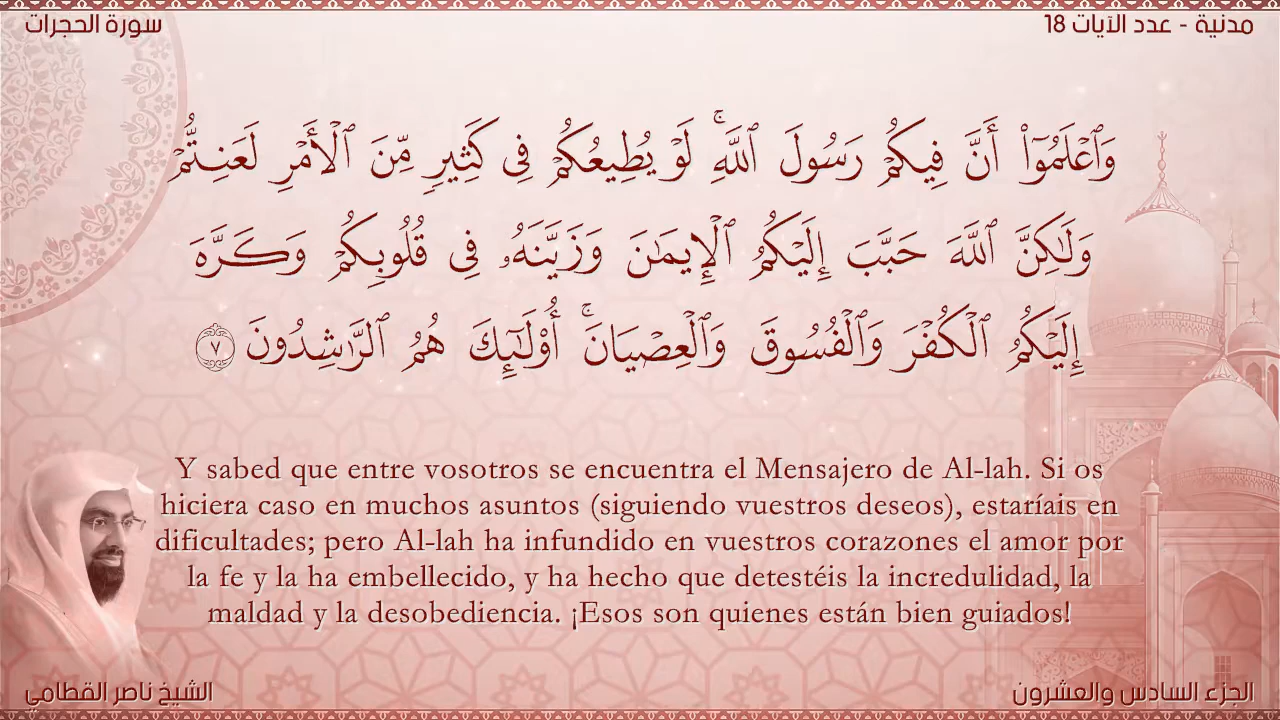 سورة الحجرات
مدنية - عدد الآيات 18
وَٱعْلَمُوٓا۟ أَنَّ فِيكُمْ رَسُولَ ٱللَّهِ ۚ لَوْ يُطِيعُكُمْ فِى كَثِيرٍ مِّنَ ٱلْأَمْرِ لَعَنِتُّمْ
وَلَٰكِنَّ ٱللَّهَ حَبَّبَ إِلَيْكُمُ ٱلْإِيمَٰنَ وَزَيَّنَهُۥ فِى قُلُوبِكُمْ وَكَرَّهَ
إِلَيْكُمُ ٱلْكُفْرَ وَٱلْفُسُوقَ وَٱلْعِصْيَانَ ۚ أُو۟لَٰٓئِكَ هُمُ ٱلرَّٰشِدُونَ ٧
Y sabed que entre vosotros se encuentra el Mensajero de Al-lah. Si os
hiciera caso en muchos asuntos (siguiendo vuestros deseos), estaríais en
dificultades; pero Al-lah ha infundido en vuestros corazones el amor por
la fe y la ha embellecido, y ha hecho que detestéis la incredulidad, la
maldad y la desobediencia. ¡Esos son quienes están bien guiados!
الشيخ ناصر القطامي
الجزء السادس والعشرون